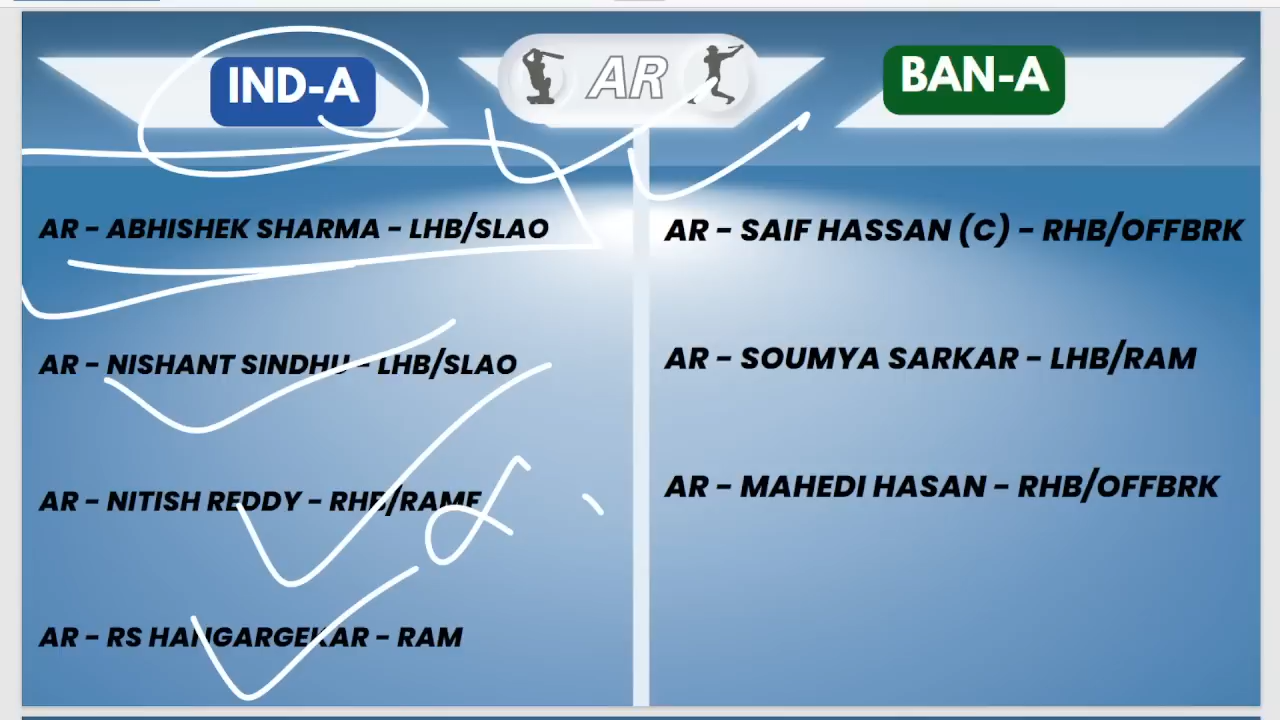 IND-A
AR
BAN-A
AR - ABHISHEK SHARMA - LHB/SLAO
AR - NISHANT SINDHU - LHB/SLAO
AR - NITISH REDDY - RHB/RAMF
AR - RS HANGARGEKAR - RAM
AR - SAIF HASSAN (C) - RHB/OFFBRK
AR - SOUMYA SARKAR - LHB/RAM
AR - MAHEDI HASAN - RHB/OFFBRK